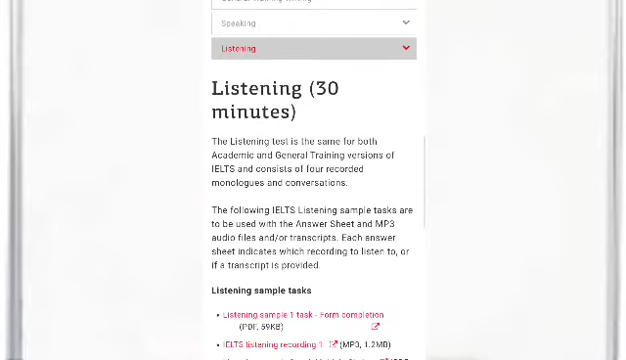 Speaking
Listening
Listening (30
minutes)
The Listening test is the same for both
Academic and General Training versions of
IELTS and consists of four recorded
monologues and conversations.
The following IELTS Listening sample tasks are
to be used with the Answer Sheet and MP3
audio files and/or transcripts. Each answer
sheet indicates which recording to listen to, or
if a transcript is provided.
Listening sample tasks
• Listening sample 1 task - Form completion
(PDF, 59KB)
• IELTS listening recording 1 (MP3, 1.2MB)